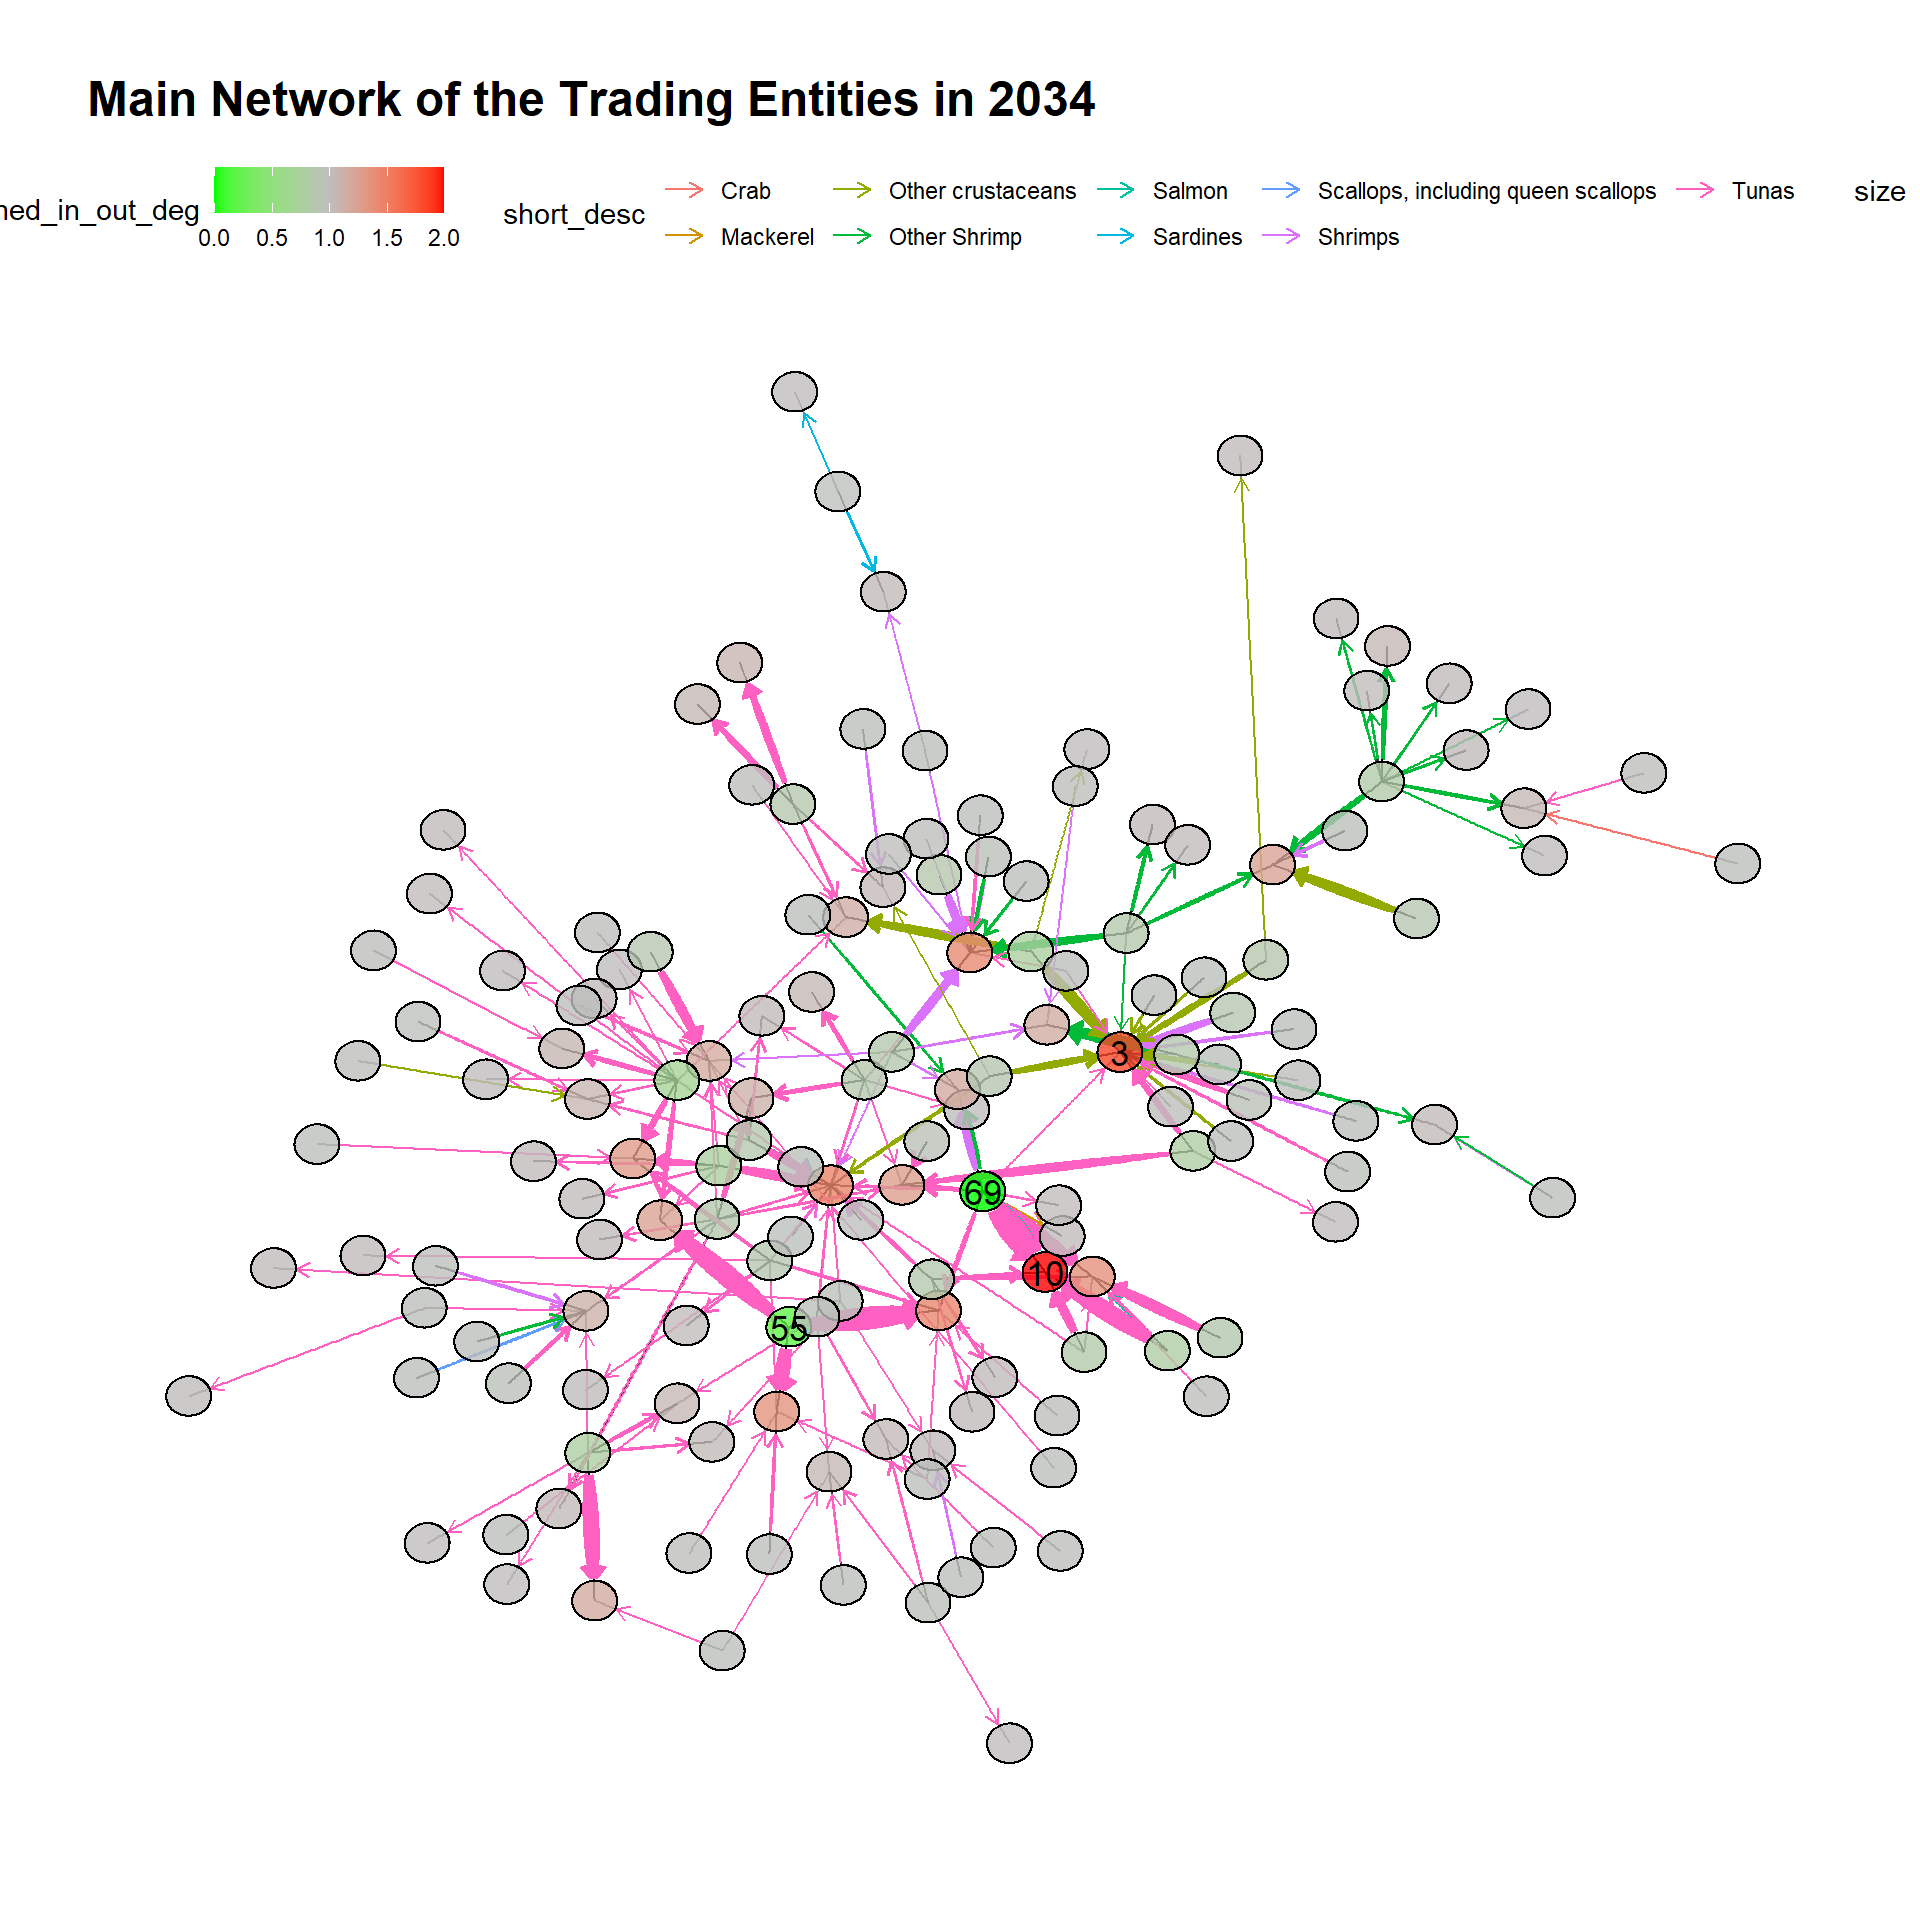 Main Network of the Trading Entities in 2034
ned_in_out_deg
0.0 0.5 1.0 1.5 2.0
short_desc
Crab
Other crustaceans
Salmon
Scallops, including queen scallops
Tunas
Mackerel
Other Shrimp
Sardines
Shrimps
size
3
69
10
55